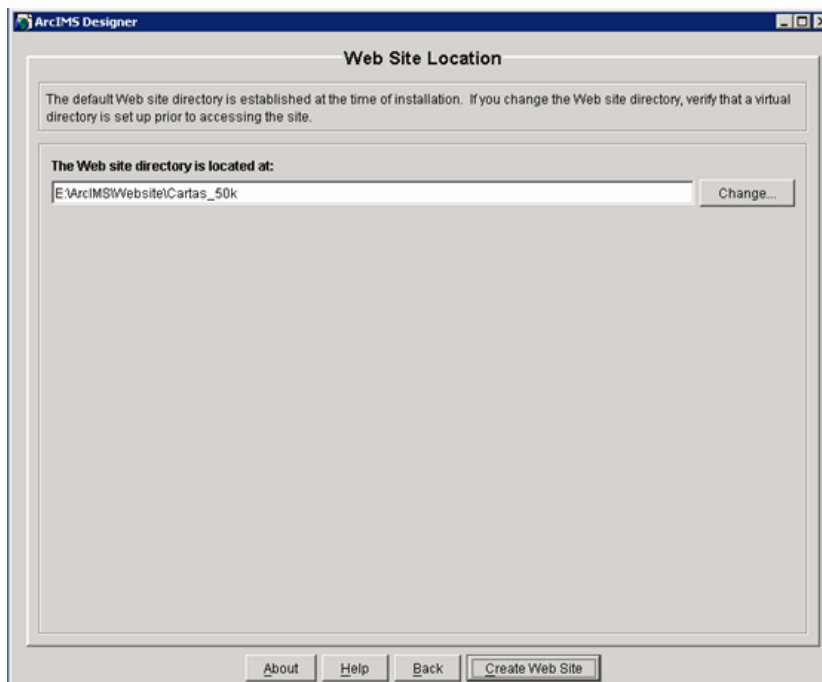 ArcIMS Designer
Web Site Location
The default Web site directory is established at the time of installation. If you change the Web site directory, verify that a virtual
directory is set up prior to accessing the site.
The Web site directory is located at:
E:\ArcIMS\Website\Cartas_50k
Change...
About Help Back Create Web Site